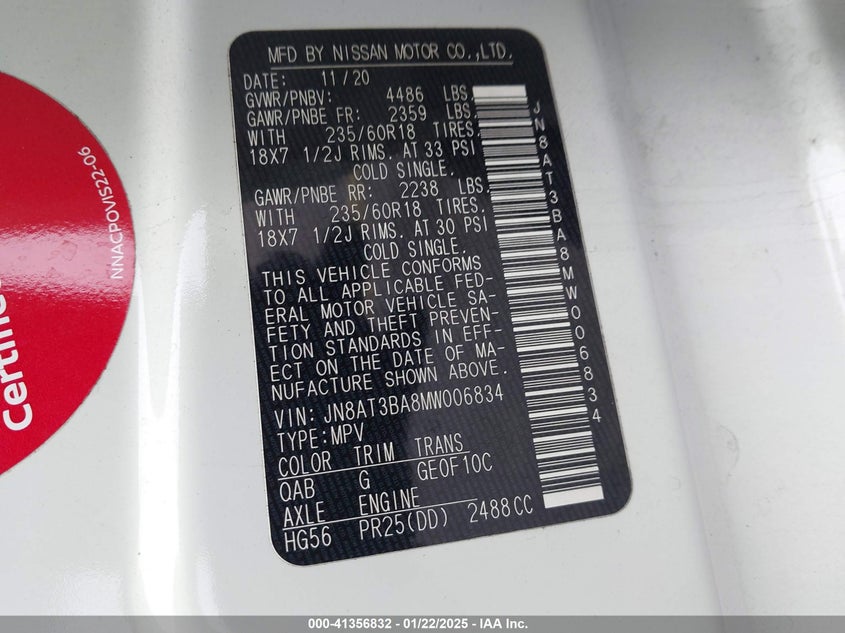 MFD BY NISSAN MOTOR CO.,LTD.
DATE: 11/20
GVWR/PNBV: 4486 LBS.
GAWR/PNBE FR: 2359 LBS.
WITH 235/60R18 TIRES.
18X7 1/2J RIMS. AT 33 PSI
COLD SINGLE.
GAWR/PNBE RR: 2238 LBS.
WITH 235/60R18 TIRES.
18X7 1/2J RIMS. AT 30 PSI
COLD SINGLE.
THIS VEHICLE CONFORMS
TO ALL APPLICABLE FED-
ERAL MOTOR VEHICLE SA-
FETY AND THEFT PREVEN-
TION STANDARDS IN EFF-
ECT ON THE DATE OF MA-
NUFACTURE SHOWN ABOVE.
VIN: JN8AT3BA8MW006834
TYPE:MPV
COLOR TRIM TRANS
QAB G GE0F10C
AXLE ENGINE
HG56 PR25(DD) 2488CC
JN8AT3BA8MW006834
NNACPOVIS22-06
000-41356832 - 01/22/2025 - IAA Inc.